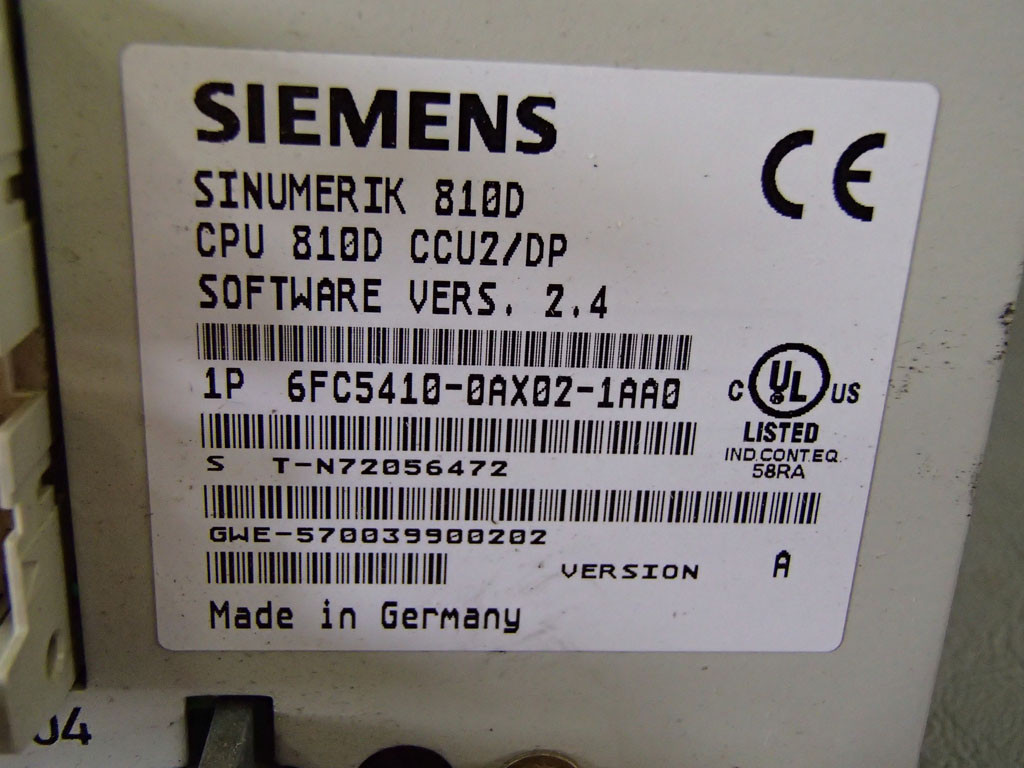 SIEMENS
SINUMERIK 810D
CPU 810D CCU2/DP
SOFTWARE VERS. 2.4
1P 6FC5410-0AX02-1AA0
S T-N72056472
GWE-570039900202
VERSION A
Made in Germany
CE
C UL US
LISTED
IND.CONT.EQ.
58RA
J4